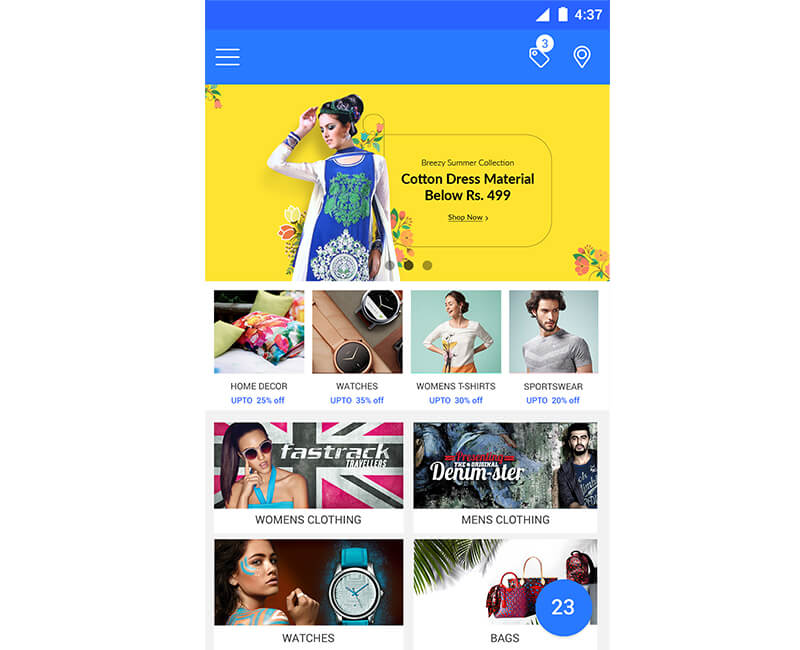 4:37
3
Breezy Summer Collection
Cotton Dress Material
Below Rs. 499
Shop Now
HOME DECOR
UPTO 25% off
WATCHES
UPTO 35% off
WOMENS T-SHIRTS
UPTO 30% off
SPORTSWEAR
UPTO 20% off
fastrack
TRAVELLERS
WOMENS CLOTHING
THE ORIGINAL
Denim-ster
MENS CLOTHING
WATCHES
BAGS
23